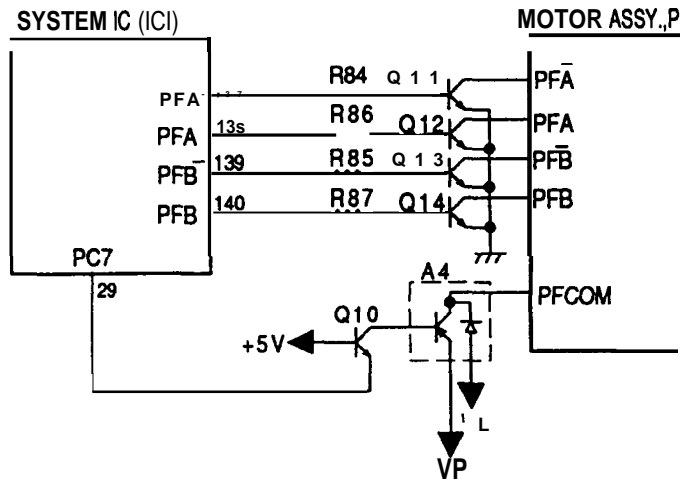 SYSTEM IC (ICI)
MOTOR ASSY.,P
R84 Q 1 1 PFA̅
PFA
R86
PFA 13s Q12 PFA
PFB̅ 139 R85 Q 1 3 PFB̅
PFB 140 R87 Q14 PFB
PC7
29
A4
PFCOM
Q10
+5V
L
VP